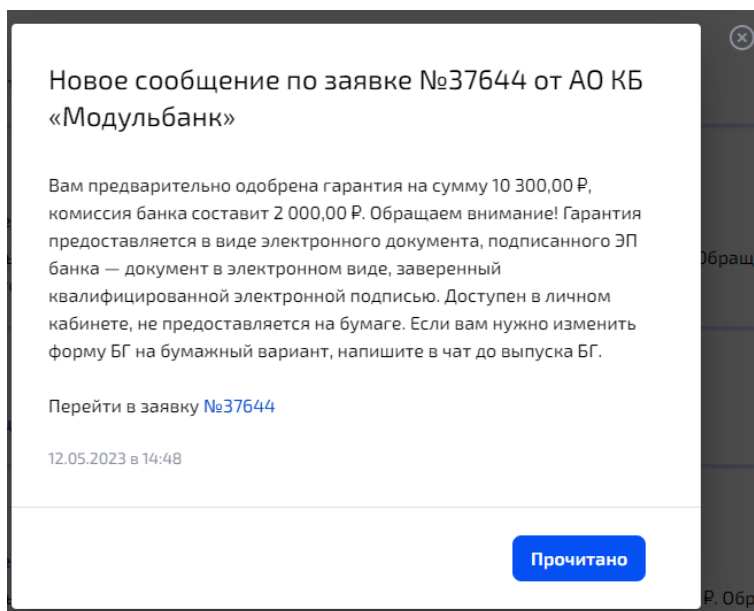 Новое сообщение по заявке №37644 от АО КБ
«Модульбанк»
Вам предварительно одобрена гарантия на сумму 10 300,00 ₽,
комиссия банка составит 2 000,00 ₽. Обращаем внимание! Гарантия
предоставляется в виде электронного документа, подписанного ЭП
банка — документ в электронном виде, заверенный
квалифицированной электронной подписью. Доступен в личном
кабинете, не предоставляется на бумаге. Если вам нужно изменить
форму БГ на бумажный вариант, напишите в чат до выпуска БГ.
Перейти в заявку №37644
12.05.2023 в 14:48
Прочитано